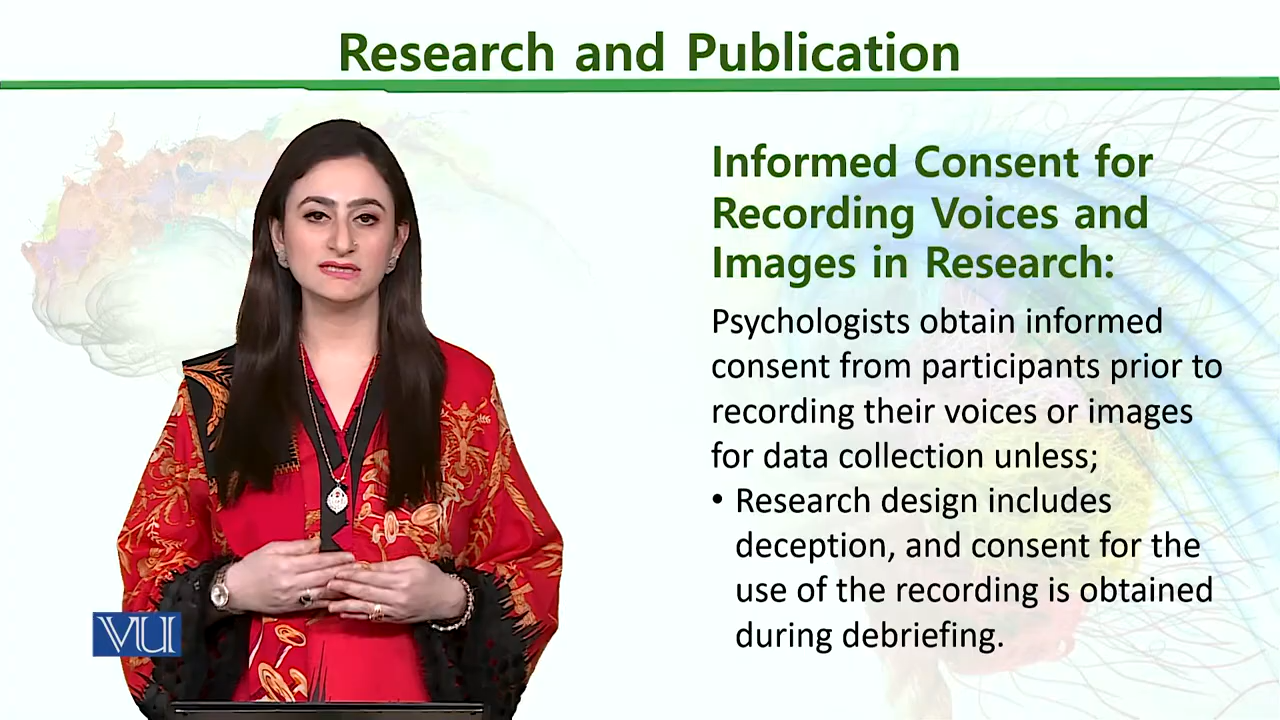 Research and Publication
Informed Consent for
Recording Voices and
Images in Research:
Psychologists obtain informed
consent from participants prior to
recording their voices or images
for data collection unless;
• Research design includes
deception, and consent for the
use of the recording is obtained
during debriefing.
VU